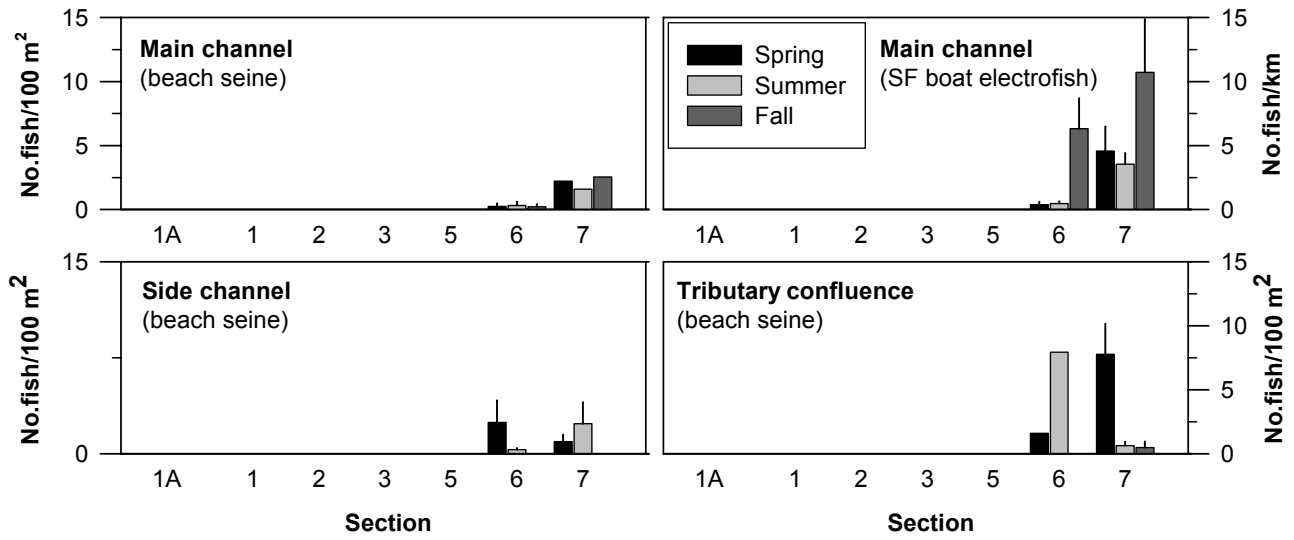 No.fish/100 m²
15
10
5
0
Main channel
(beach seine)
1A 1 2 3 5 6 7
Spring
Summer
Fall
Main channel
(SF boat electrofish)
15
10
5
0
No.fish/km
1A 1 2 3 5 6 7
No.fish/100 m²
15
0
Side channel
(beach seine)
1A 1 2 3 5 6 7
Section
Tributary confluence
(beach seine)
15
10
5
0
No.fish/100 m²
1A 1 2 3 5 6 7
Section